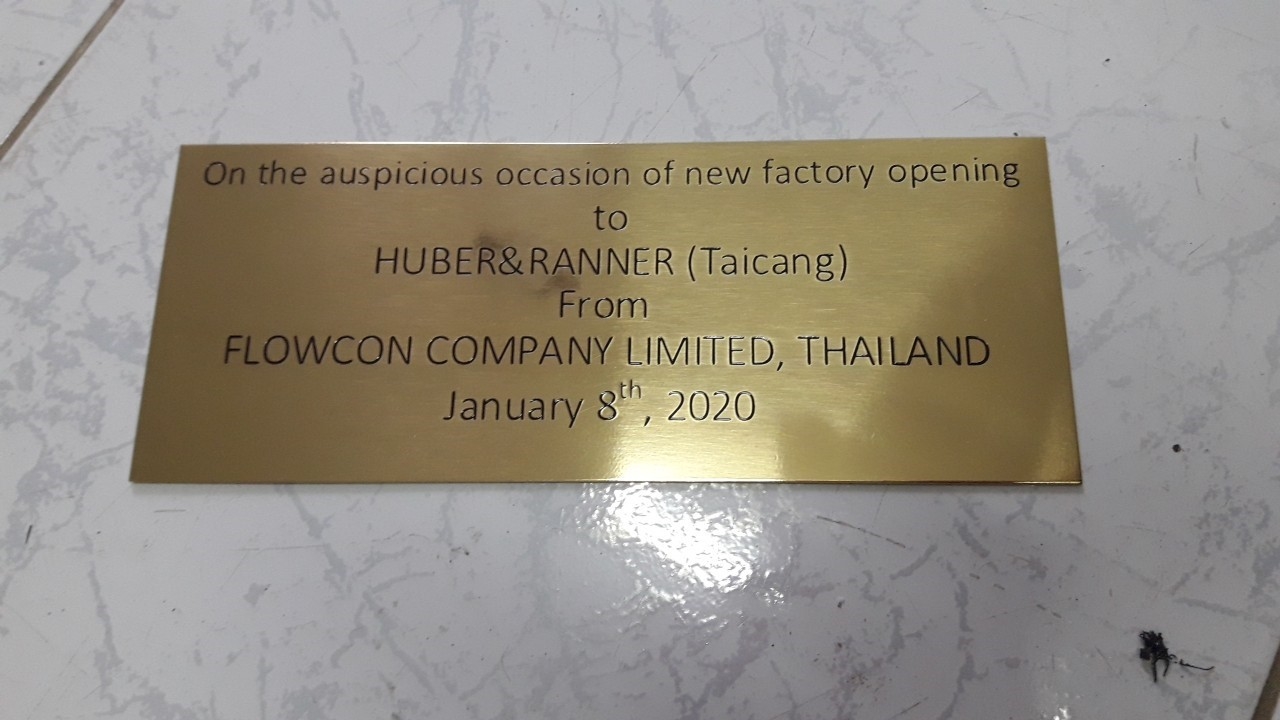 On the auspicious occasion of new factory opening
to
HUBER&RANNER (Taicang)
From
FLOWCON COMPANY LIMITED, THAILAND
January 8th, 2020